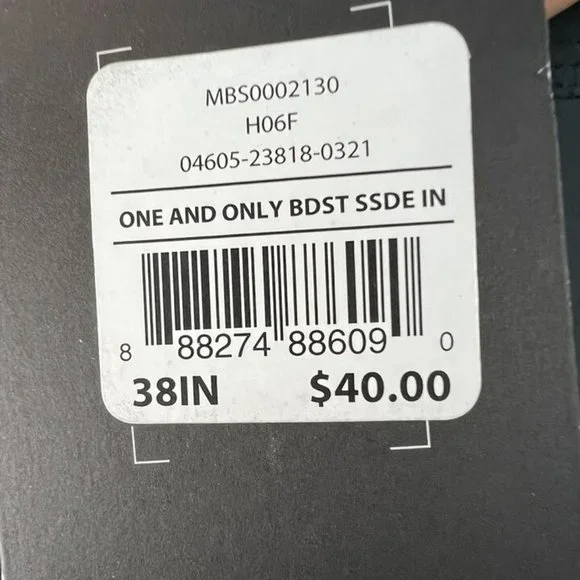 MBS0002130
H06F
04605-23818-0321
ONE AND ONLY BDST SSDE IN
8 88274 88609 0
38IN $40.00